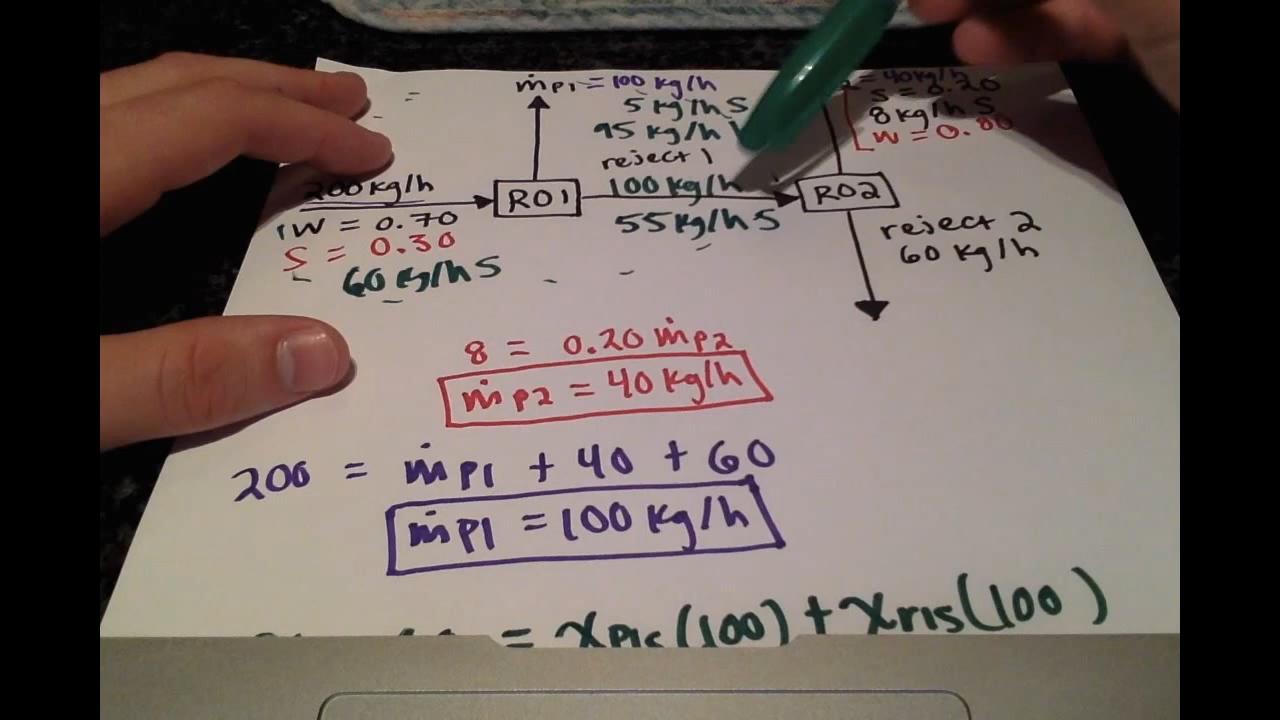 ṁP1 = 100 kg/h
5 kg/h S
95 kg/h
reject 1
100 kg/h
55 kg/h S
= 40 kg/h
S = 0.20
8 kg/h S
W = 0.80
200 kg/h
W = 0.70
S = 0.30
60 kg/h S
RO1
RO2
reject 2
60 kg/h
8 = 0.20 ṁP2
ṁP2 = 40 kg/h
200 = ṁP1 + 40 + 60
ṁP1 = 100 kg/h
= xP1S(100) + xr1S(100)